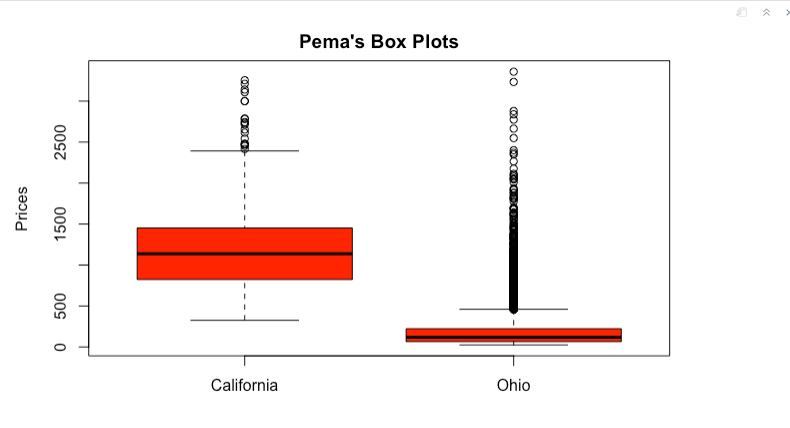 Pema's Box Plots
Prices
2500
1500
500
0
California
Ohio